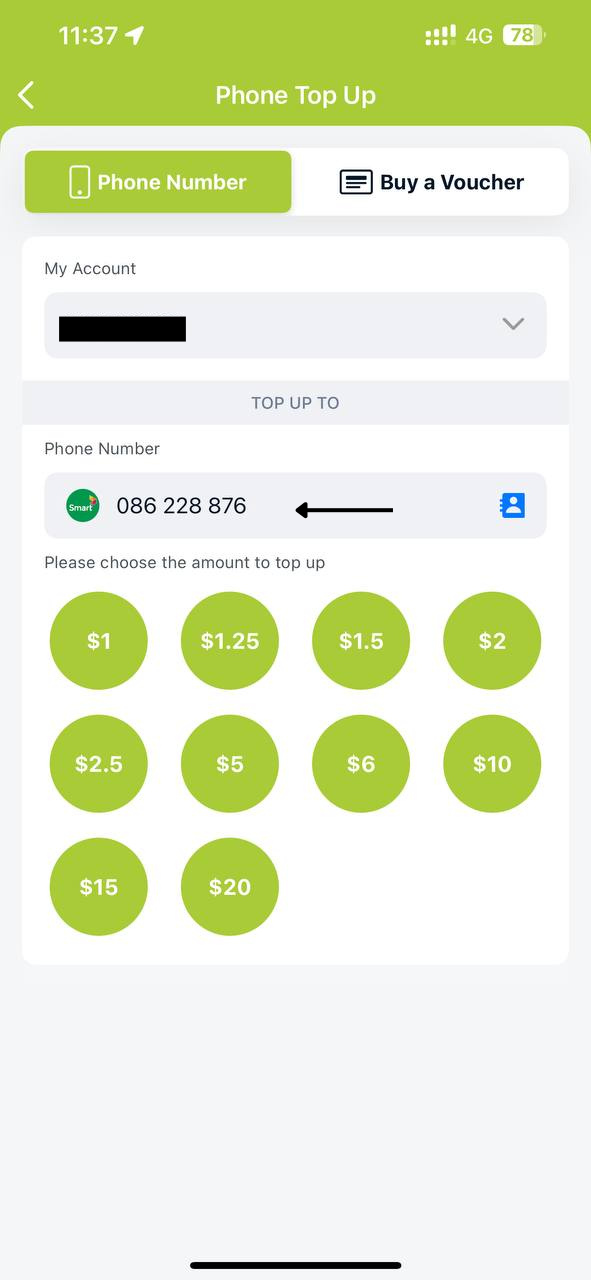 11:37 4G 78
Phone Top Up
Phone Number Buy a Voucher
My Account
TOP UP TO
Phone Number
Smart 086 228 876
Please choose the amount to top up
$1 $1.25 $1.5 $2
$2.5 $5 $6 $10
$15 $20